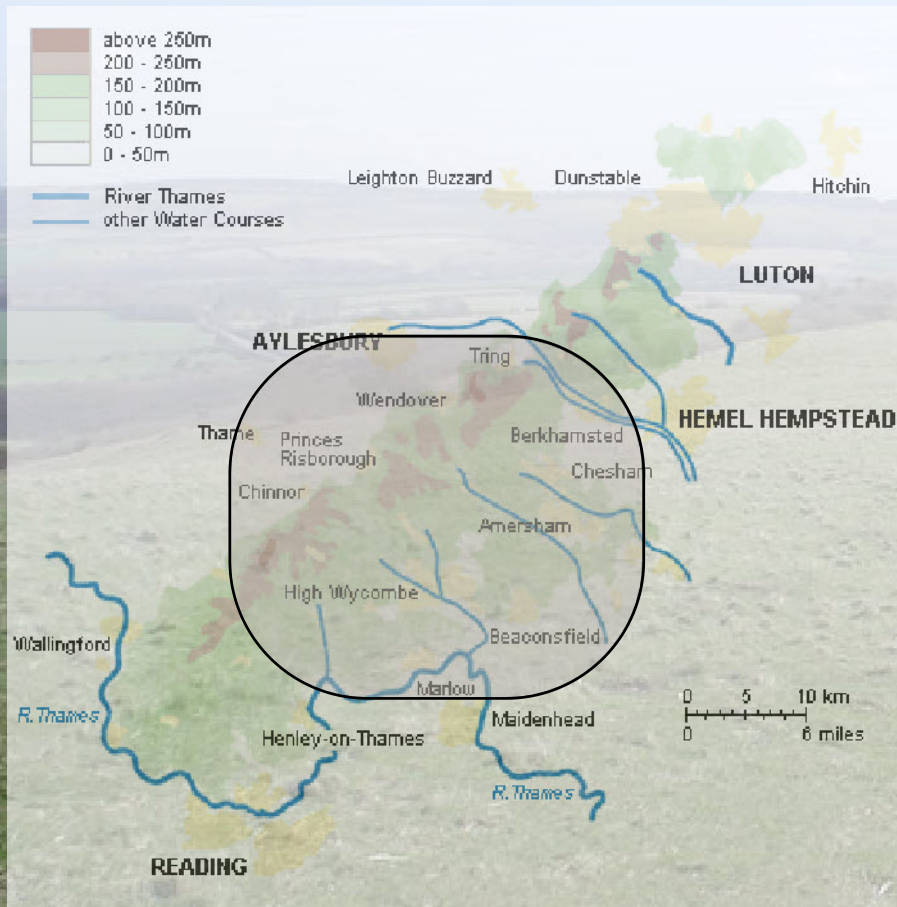 above 250m
200 - 250m
150 - 200m
100 - 150m
50 - 100m
0 - 50m
River Thames
other Water Courses
Leighton Buzzard
Dunstable
Hitchin
LUTON
AYLESBURY
Tring
Wendover
HEMEL HEMPSTEAD
Thame
Princes
Risborough
Berkhamsted
Chesham
Chinnor
Amersham
High Wycombe
Wallingford
Beaconsfield
Marlow
R.Thames
Maidenhead
Henley-on-Thames
0 5 10 km
0 6 miles
R.Thames
READING